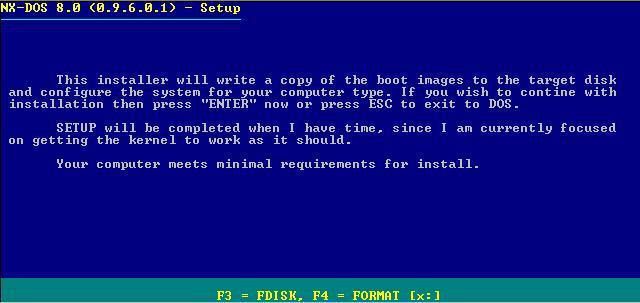 NX-DOS 8.0 (0.9.6.0.1) - Setup
This installer will write a copy of the boot images to the target disk
and configure the system for your computer type. If you wish to contine with
installation then press "ENTER" now or press ESC to exit to DOS.
SETUP will be completed when I have time, since I am currently focused
on getting the kernel to work as it should.
Your computer meets minimal requirements for install.
F3 = FDISK, F4 = FORMAT [x:]